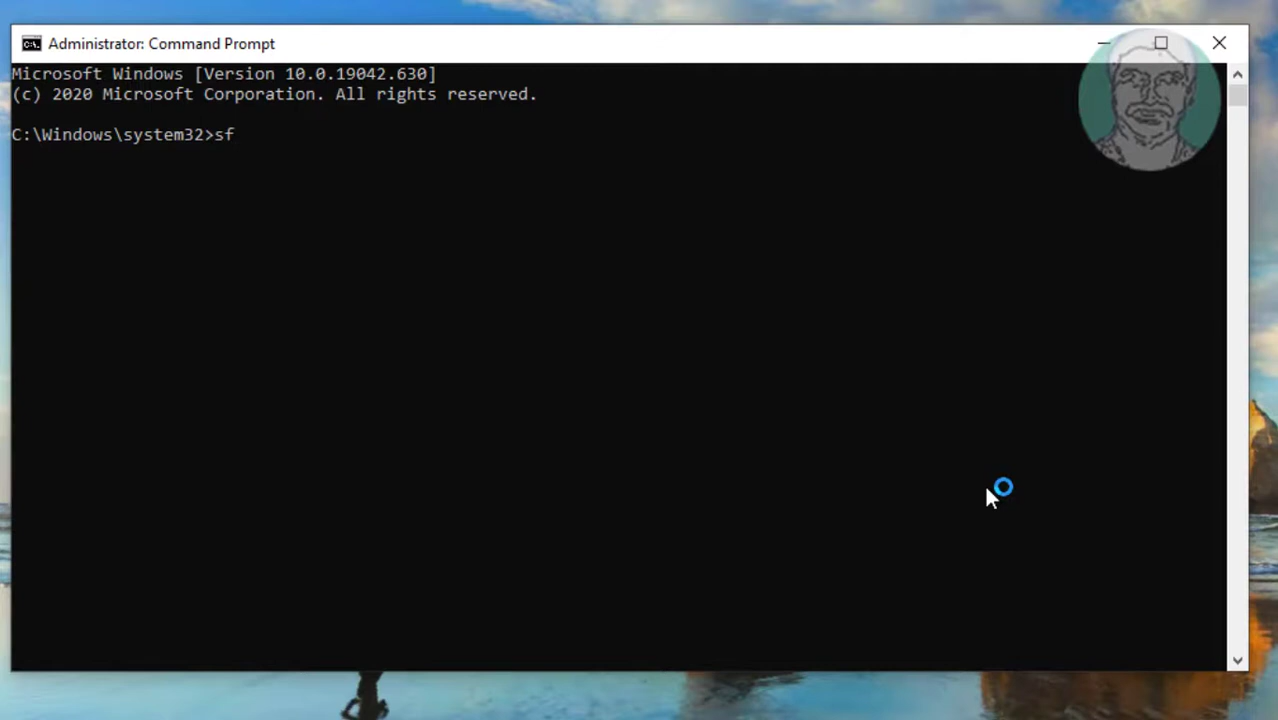 Administrator: Command Prompt
Microsoft Windows [Version 10.0.19042.630]
(c) 2020 Microsoft Corporation. All rights reserved.
C:\Windows\system32>sf